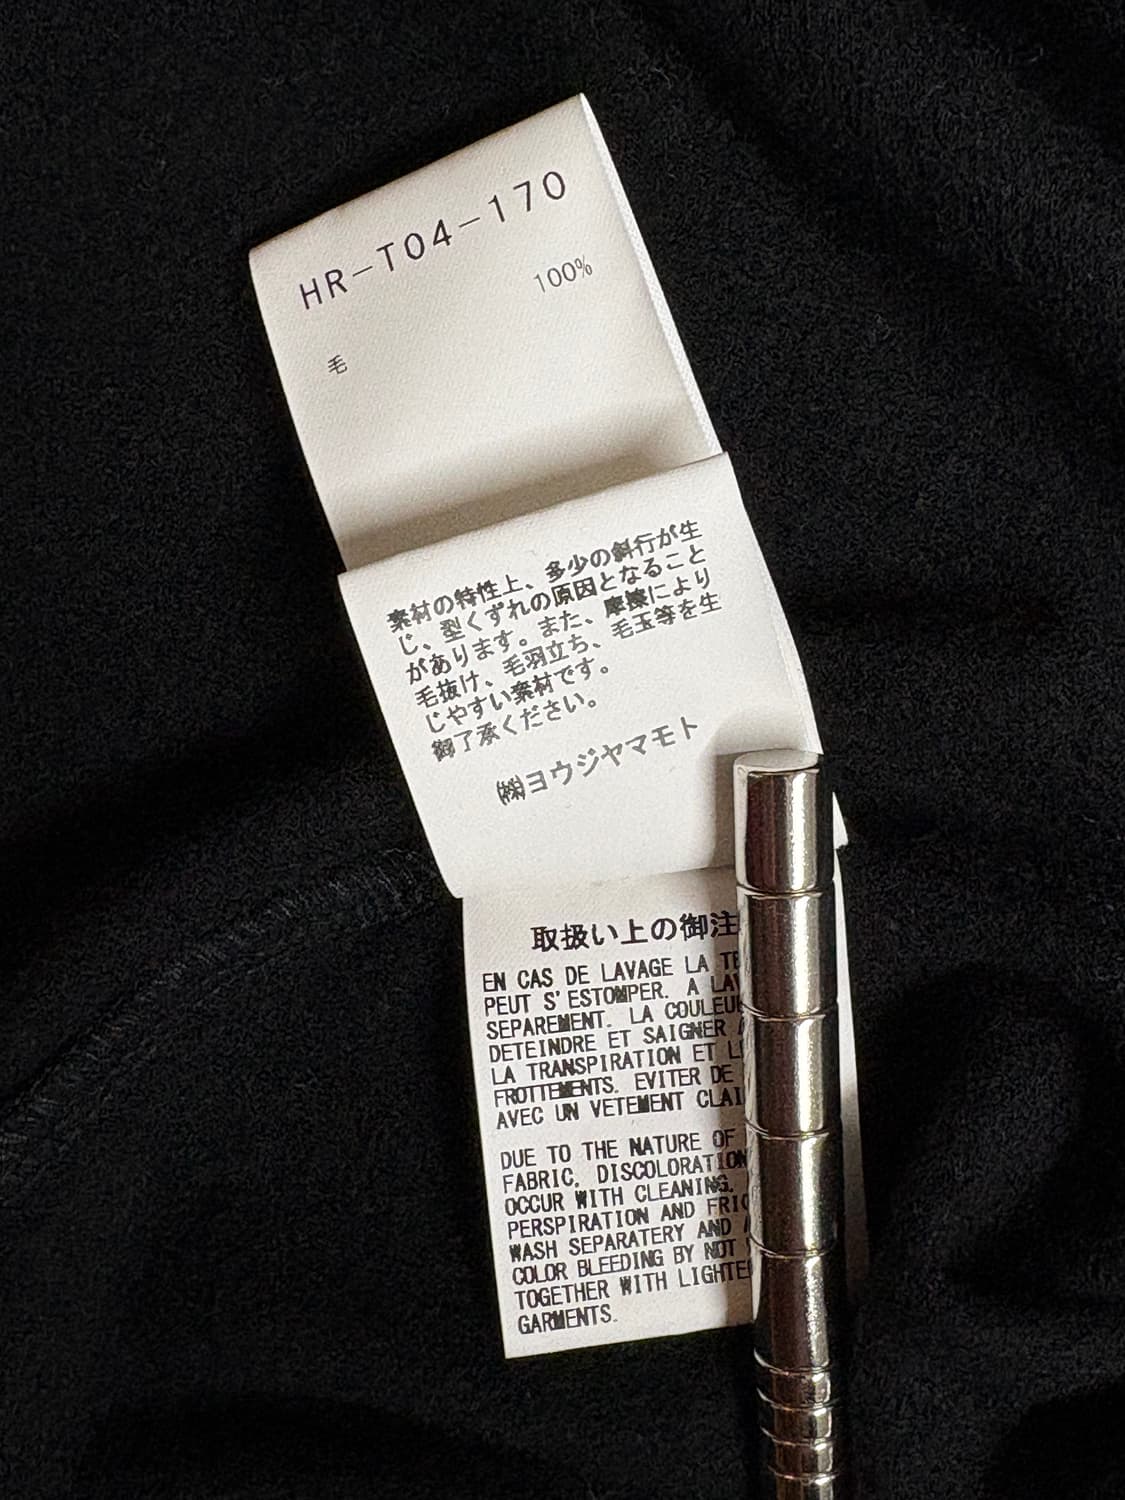 HR-T04-170
100%
毛
素材の特性上、多少の斜行が生
じ、型くずれの原因となること
があります。また、摩擦により
毛抜け、毛羽立ち、毛玉等を生
じやすい素材です。
御了承ください。
㈱ヨウジヤマモト
取扱い上の御注
EN CAS DE LAVAGE LA
PEUT S'ESTOMPER. A
SEPAREMENT. LA COULEU
DETEINDRE ET SAIGNER
LA TRANSPIRATION ET
FROTTEMENTS. EVITER DE
AVEC UN VETEMENT CLAI
DUE TO THE NATURE OF
FABRIC, DISCOLORATION
OCCUR WITH CLEANING,
PERSPIRATION AND FRIC
WASH SEPARATERY AND
COLOR BLEEDING BY NOT
TOGETHER WITH LIGHTE
GARMENTS.